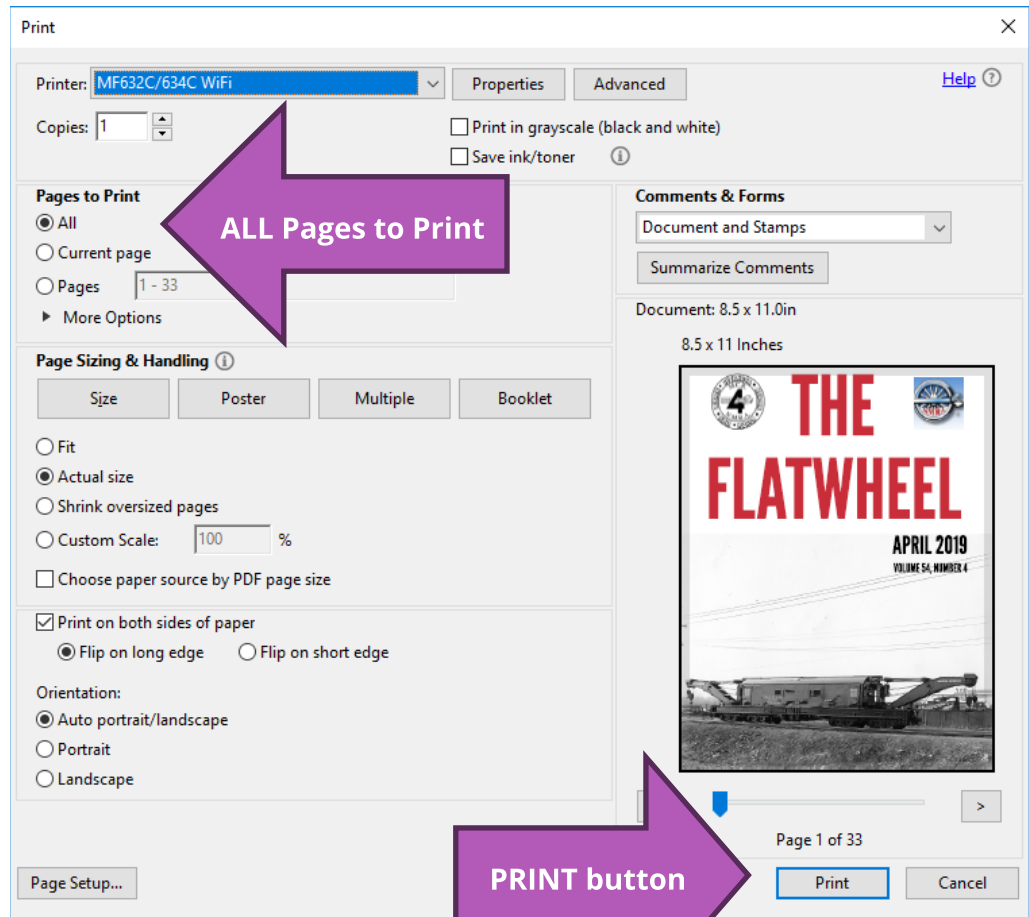 Print
Printer: MF632C/634C WiFi
Properties
Advanced
Help
Copies: 1
Print in grayscale (black and white)
Save ink/toner
Pages to Print
All
Current page
Pages 1 - 33
More Options
ALL Pages to Print
Comments & Forms
Document and Stamps
Summarize Comments
Page Sizing & Handling
Size
Poster
Multiple
Booklet
Fit
Actual size
Shrink oversized pages
Custom Scale: 100 %
Choose paper source by PDF page size
Print on both sides of paper
Flip on long edge
Flip on short edge
Orientation:
Auto portrait/landscape
Portrait
Landscape
Document: 8.5 x 11.0in
8.5 x 11 Inches
4
THE
FLATWHEEL
APRIL 2019
VOLUME 54, NUMBER 4
>
Page 1 of 33
PRINT button
Page Setup...
Print
Cancel